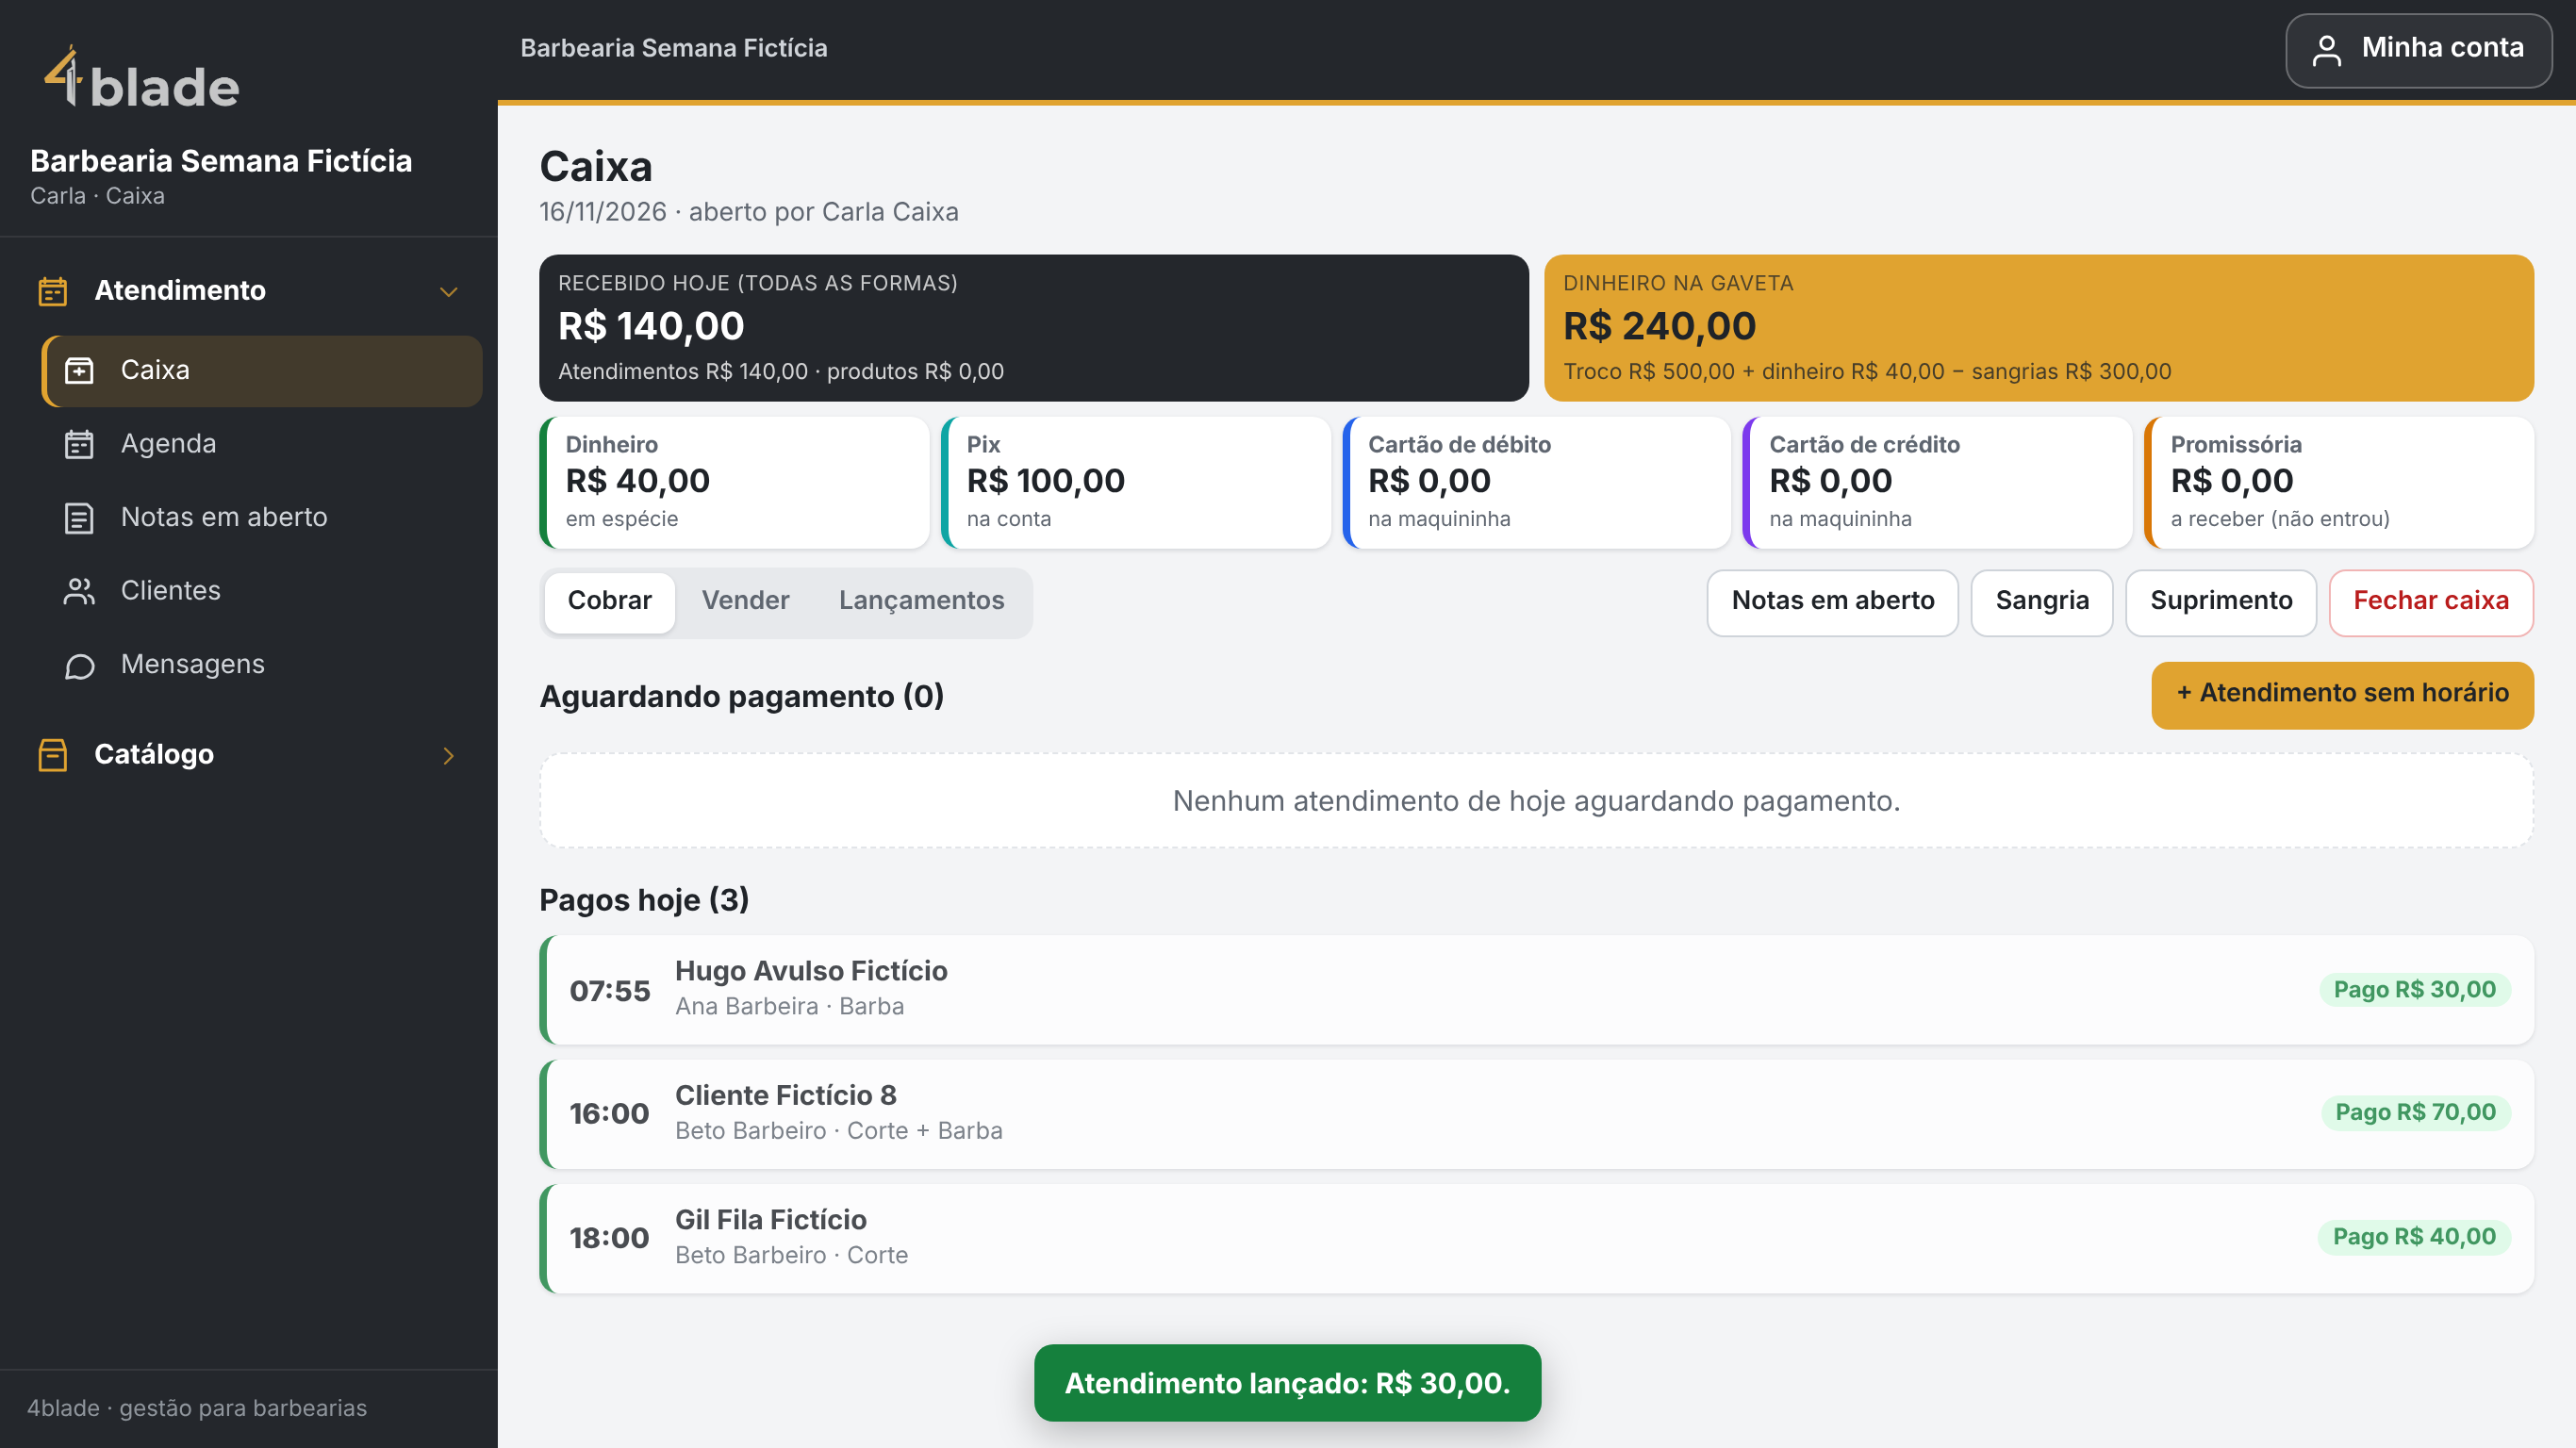 4blade
Barbearia Semana Fictícia
Carla · Caixa
Atendimento
Caixa
Agenda
Notas em aberto
Clientes
Mensagens
Catálogo
4blade · gestão para barbearias
Barbearia Semana Fictícia
Minha conta
Caixa
16/11/2026 · aberto por Carla Caixa
RECEBIDO HOJE (TODAS AS FORMAS)
R$ 140,00
Atendimentos R$ 140,00 · produtos R$ 0,00
DINHEIRO NA GAVETA
R$ 240,00
Troco R$ 500,00 + dinheiro R$ 40,00 − sangrias R$ 300,00
Dinheiro
R$ 40,00
em espécie
Pix
R$ 100,00
na conta
Cartão de débito
R$ 0,00
na maquininha
Cartão de crédito
R$ 0,00
na maquininha
Promissória
R$ 0,00
a receber (não entrou)
Cobrar
Vender
Lançamentos
Notas em aberto
Sangria
Suprimento
Fechar caixa
Aguardando pagamento (0)
+ Atendimento sem horário
Nenhum atendimento de hoje aguardando pagamento.
Pagos hoje (3)
07:55
Hugo Avulso Fictício
Ana Barbeira · Barba
Pago R$ 30,00
16:00
Cliente Fictício 8
Beto Barbeiro · Corte + Barba
Pago R$ 70,00
18:00
Gil Fila Fictício
Beto Barbeiro · Corte
Pago R$ 40,00
Atendimento lançado: R$ 30,00.